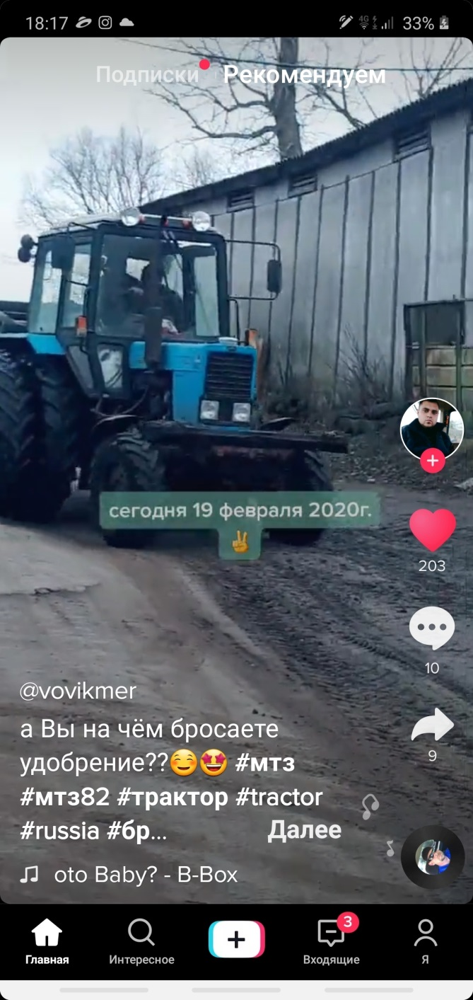 18:17
4G
33%
Подписки
Рекомендуем
сегодня 19 февраля 2020г.
✌
203
10
9
@vovikmer
а Вы на чём бросаете
удобрение??😊🤩 #мтз
#мтз82 #трактор #tractor
#russia #бр... Далее
oto Baby? - B-Box
3
Главная
Интересное
Входящие
Я